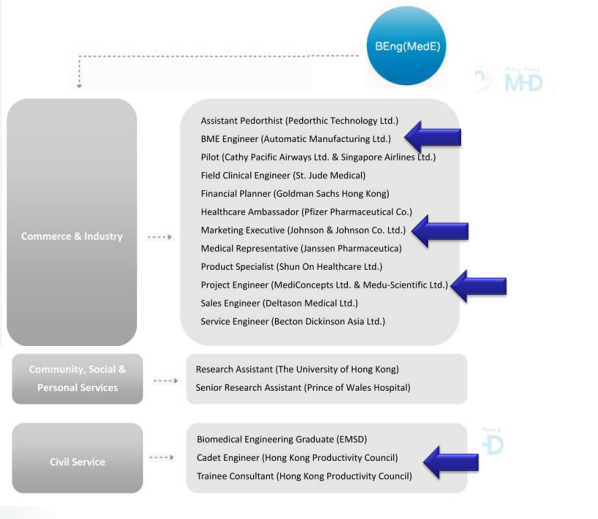 BEng(MedE)
Hong Kong
Commerce & Industry
Assistant Pedorthist (Pedorthic Technology Ltd.)
BME Engineer (Automatic Manufacturing Ltd.)
Pilot (Cathy Pacific Airways Ltd. & Singapore Airlines Ltd.)
Field Clinical Engineer (St. Jude Medical)
Financial Planner (Goldman Sachs Hong Kong)
Healthcare Ambassador (Pfizer Pharmaceutical Co.)
Marketing Executive (Johnson & Johnson Co. Ltd.)
Medical Representative (Janssen Pharmaceutica)
Product Specialist (Shun On Healthcare Ltd.)
Project Engineer (MediConcepts Ltd. & Medu-Scientific Ltd.)
Sales Engineer (Deltason Medical Ltd.)
Service Engineer (Becton Dickinson Asia Ltd.)
Community, Social &
Personal Services
Research Assistant (The University of Hong Kong)
Senior Research Assistant (Prince of Wales Hospital)
Civil Service
Biomedical Engineering Graduate (EMSD)
Cadet Engineer (Hong Kong Productivity Council)
Trainee Consultant (Hong Kong Productivity Council)